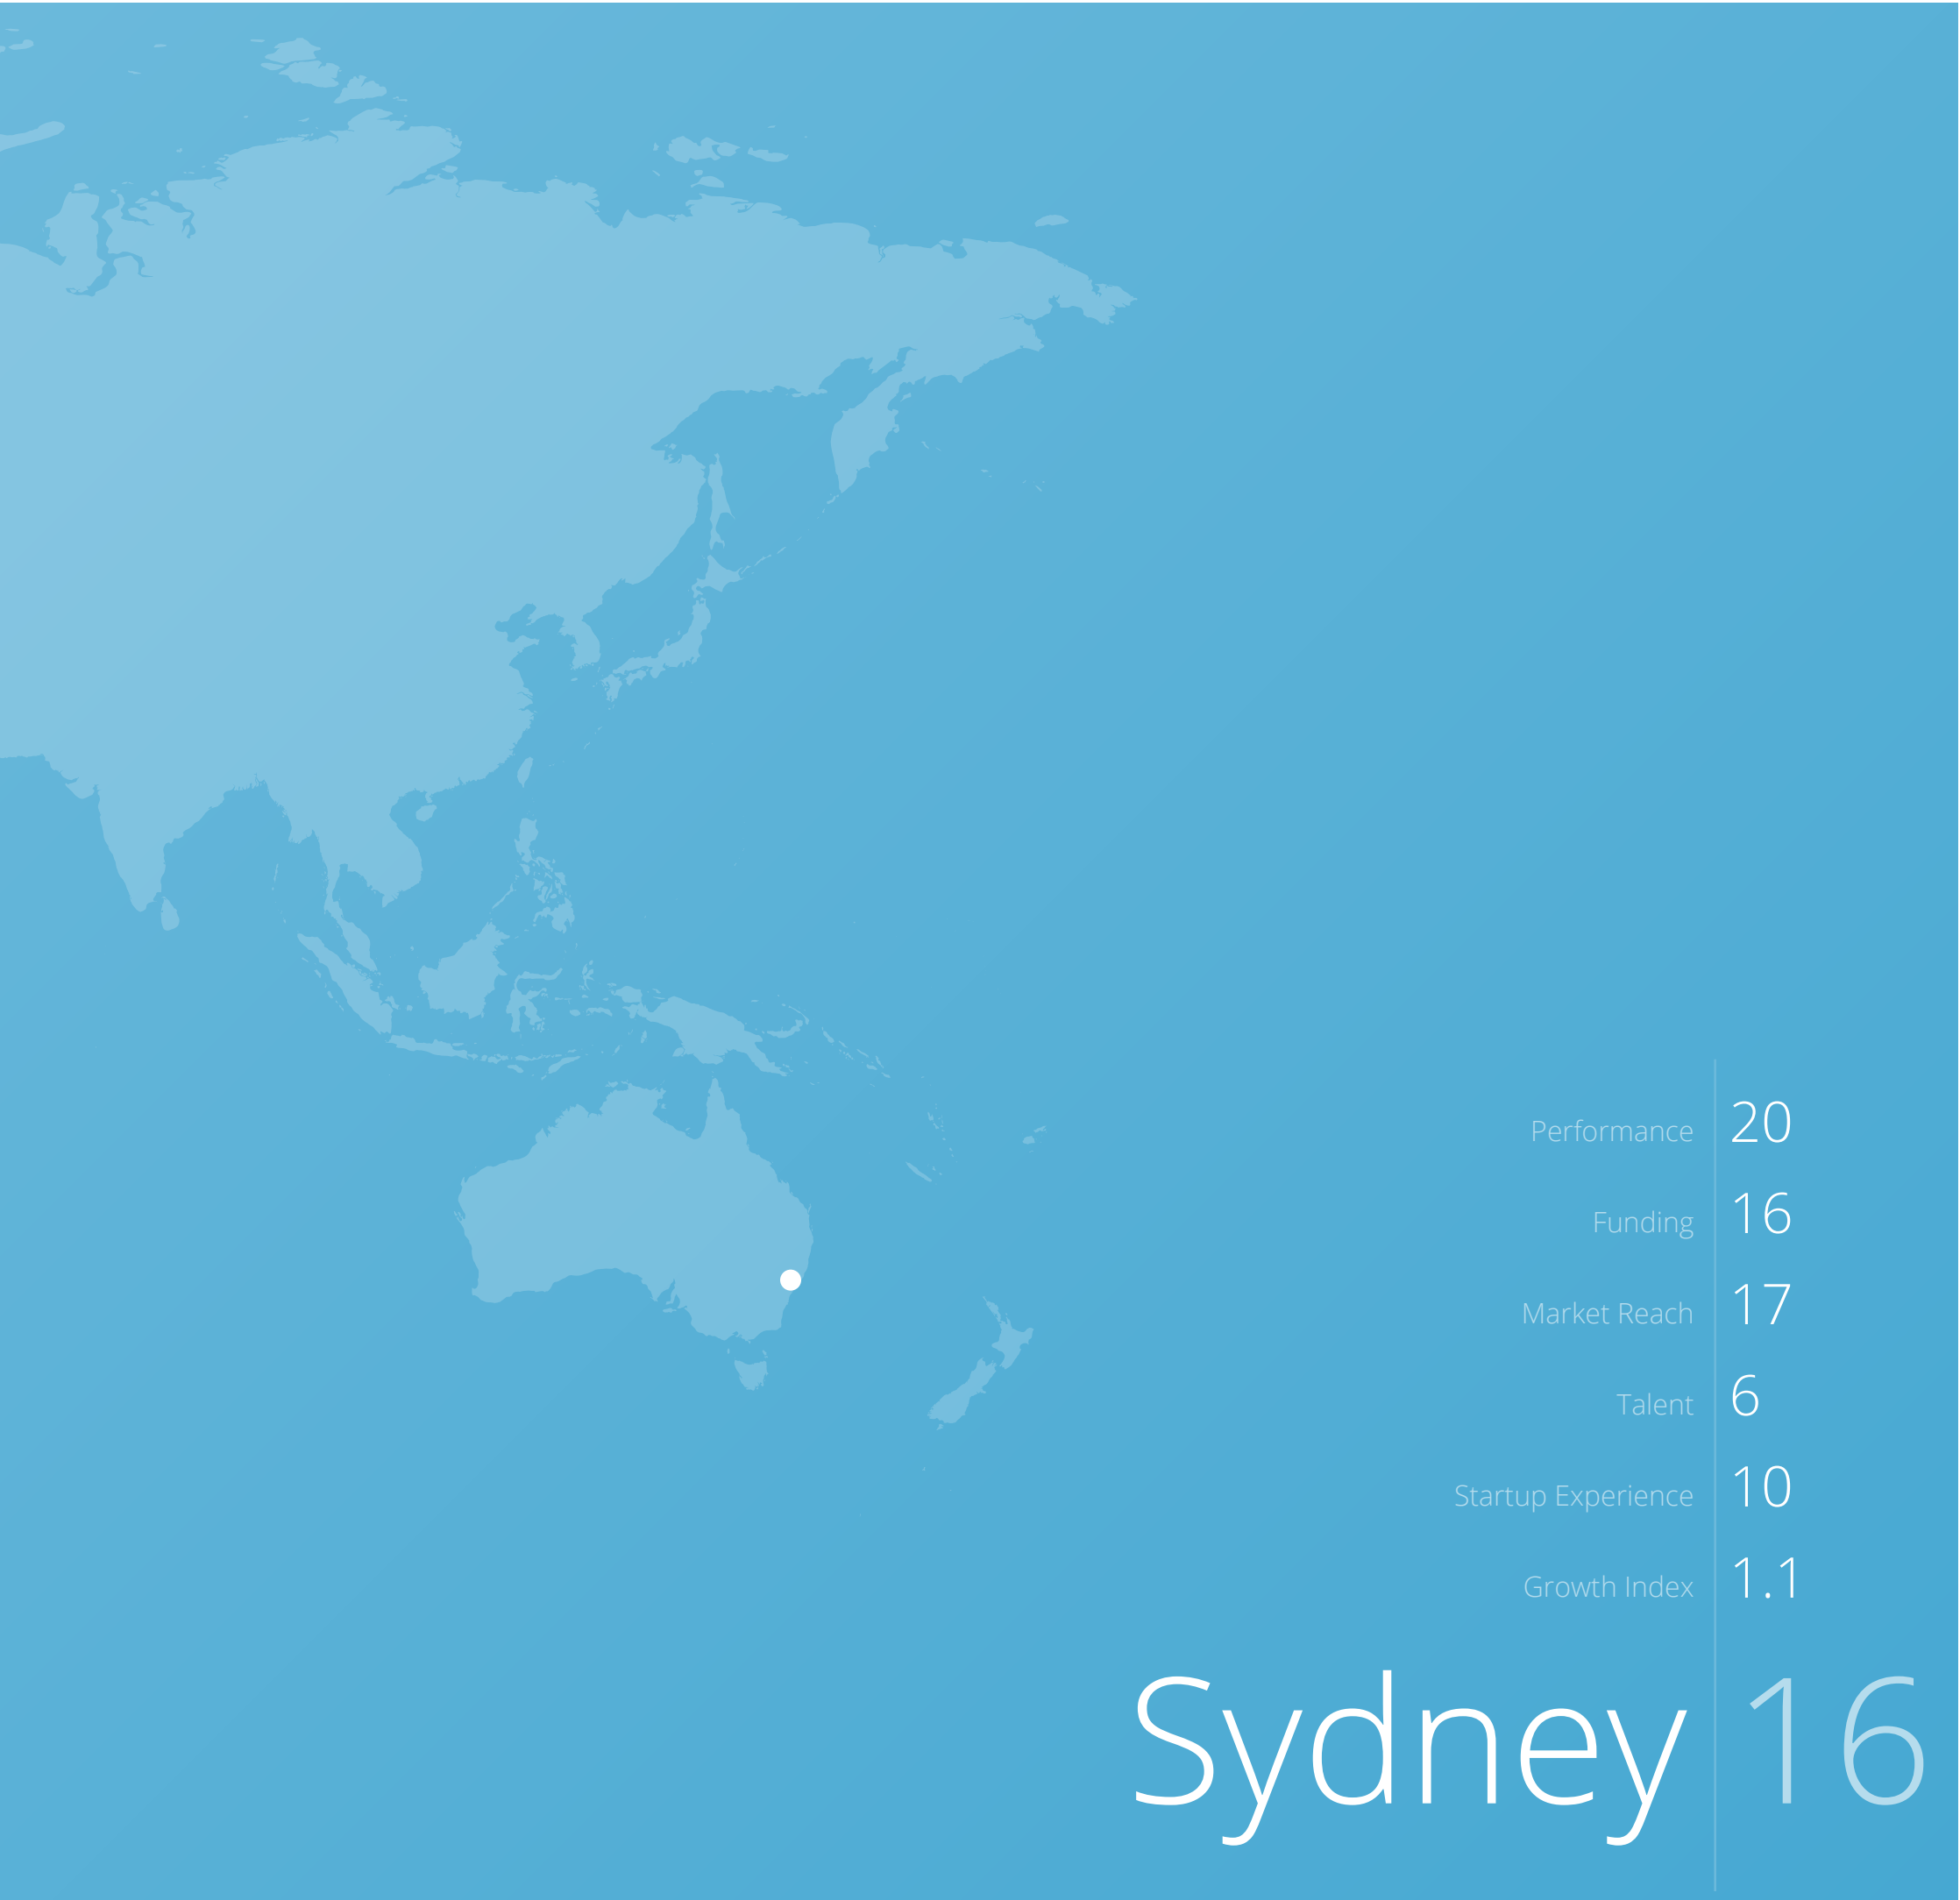 Performance 20
Funding 16
Market Reach 17
Talent 6
Startup Experience 10
Growth Index 1.1
Sydney 16